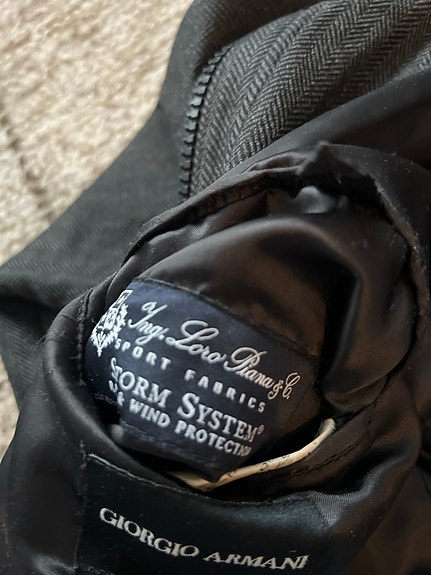 Ing. Loro Piana & C.
SPORT FABRICS
STORM SYSTEM®
& WIND PROTECTION
GIORGIO ARMANI